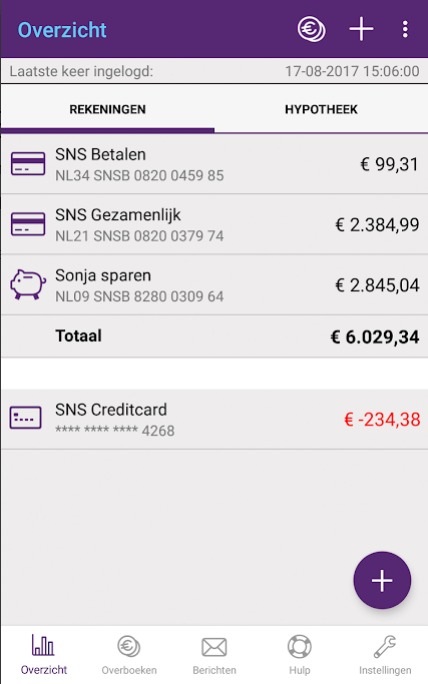 Overzicht
Laatste keer ingelogd: 17-08-2017 15:06:00
REKENINGEN HYPOTHEEK
SNS Betalen € 99,31
NL34 SNSB 0820 0459 85
SNS Gezamenlijk € 2.384,99
NL21 SNSB 0820 0379 74
Sonja sparen € 2.845,04
NL09 SNSB 8280 0309 64
Totaal € 6.029,34
SNS Creditcard € -234,38
**** **** **** 4268
Overzicht Overboeken Berichten Hulp Instellingen